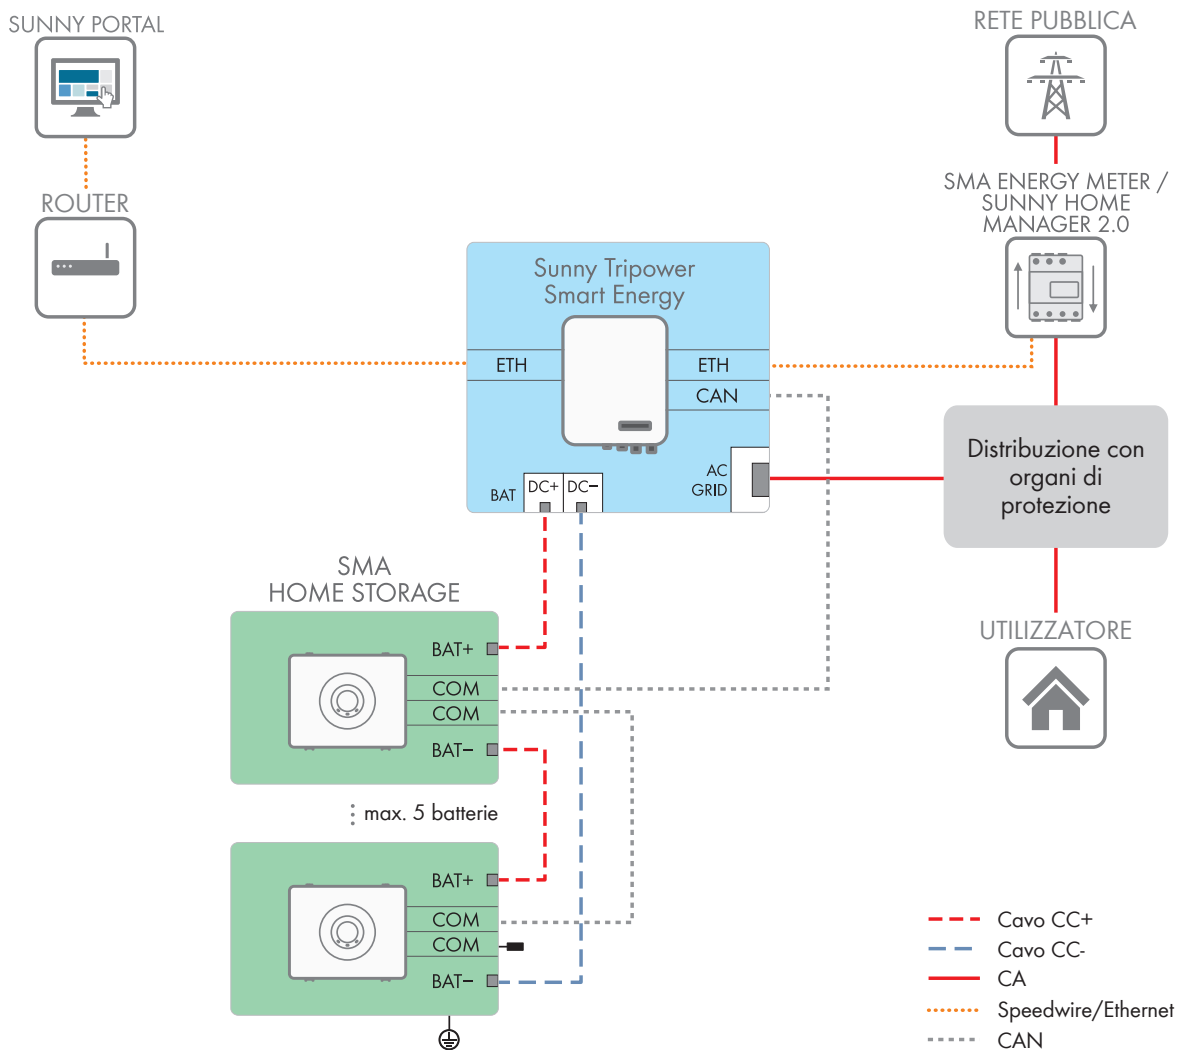 SUNNY PORTAL
RETE PUBBLICA
ROUTER
SMA ENERGY METER /
SUNNY HOME
MANAGER 2.0
Sunny Tripower
Smart Energy
ETH
ETH
CAN
BAT
DC+
DC−
AC
GRID
Distribuzione con
organi di
protezione
SMA
HOME STORAGE
BAT+
COM
COM
BAT−
UTILIZZATORE
max. 5 batterie
BAT+
COM
COM
BAT−
Cavo CC+
Cavo CC-
CA
Speedwire/Ethernet
CAN